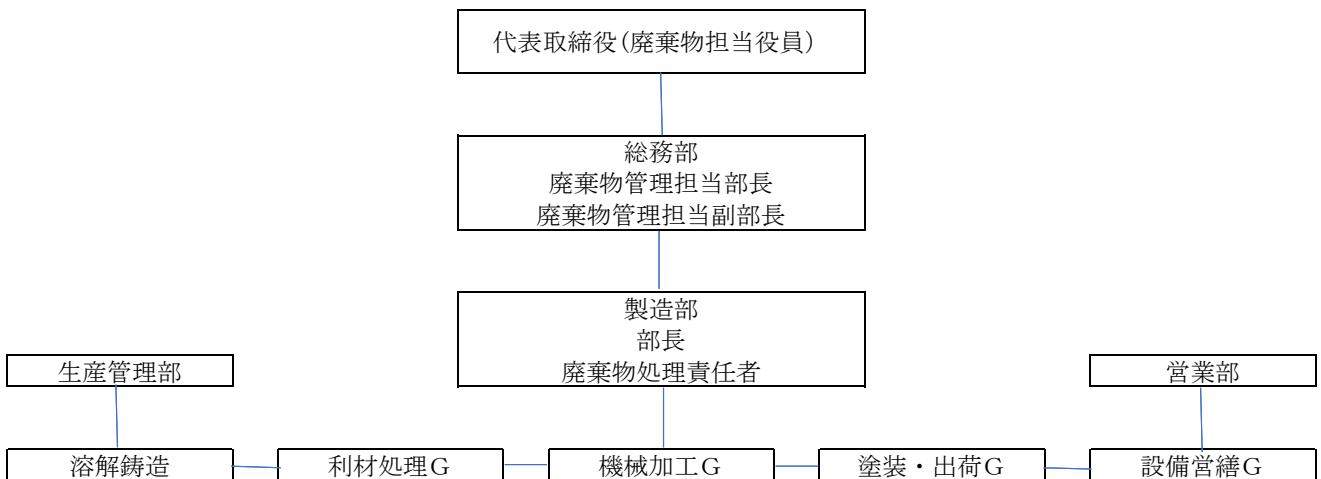 代表取締役(廃棄物担当役員)
総務部
廃棄物管理担当部長
廃棄物管理担当副部長
製造部
部長
廃棄物処理責任者
生産管理部
営業部
溶解鋳造
利材処理G
機械加工G
塗装・出荷G
設備営繕G